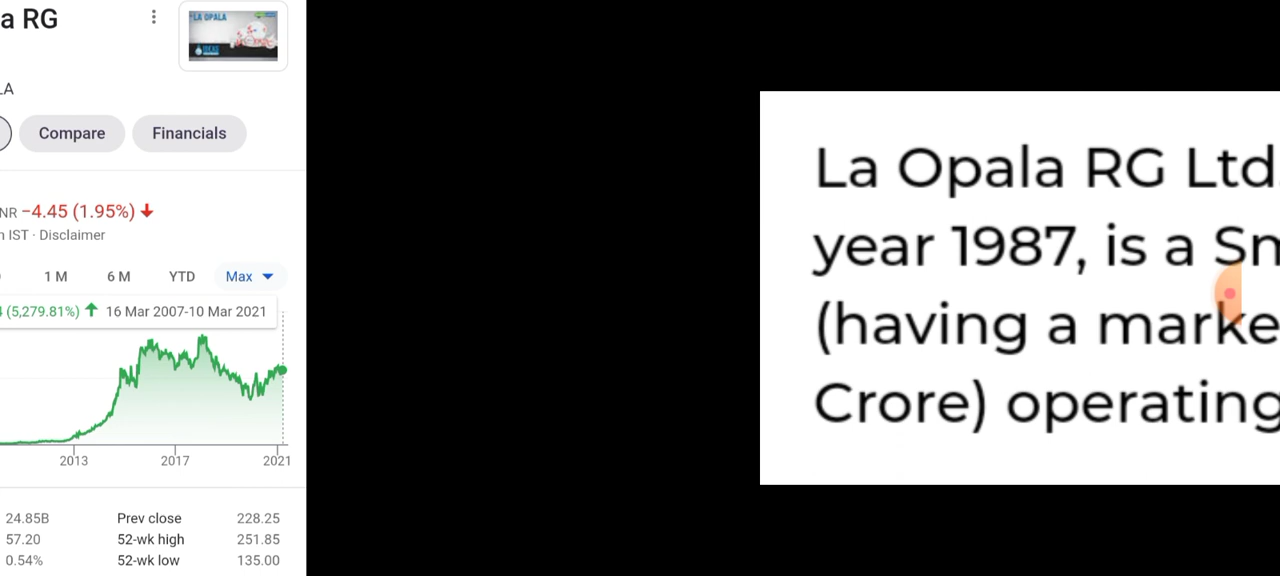 a RG
LA OPALA
LA
Compare
Financials
NR −4.45 (1.95%)
IST · Disclaimer
1 M
6 M
YTD
Max
(5,279.81%) 16 Mar 2007-10 Mar 2021
2013
2017
2021
24.85B
Prev close
228.25
57.20
52-wk high
251.85
0.54%
52-wk low
135.00
La Opala RG Ltd.
year 1987, is a Sm
(having a marke
Crore) operating